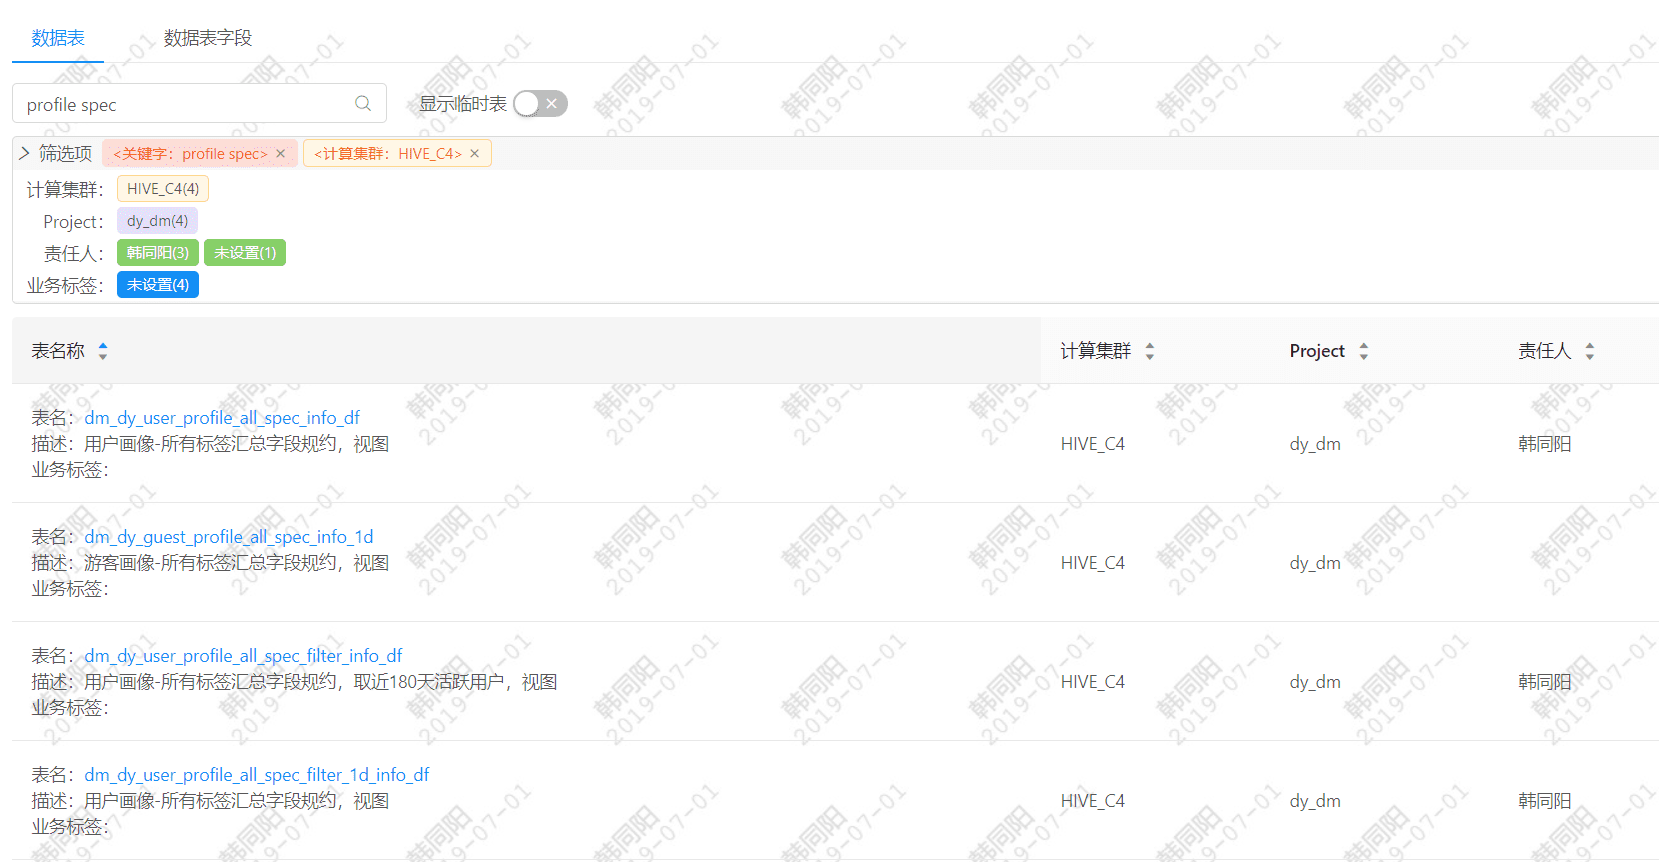 数据表 数据表字段
profile spec 显示临时表
筛选项 <关键字：profile spec> × <计算集群：HIVE_C4> ×
计算集群： HIVE_C4(4)
Project： dy_dm(4)
责任人： 韩同阳(3) 未设置(1)
业务标签： 未设置(4)
表名称 计算集群 Project 责任人
表名：dm_dy_user_profile_all_spec_info_df
描述：用户画像-所有标签汇总字段规约，视图 HIVE_C4 dy_dm 韩同阳
业务标签：
表名：dm_dy_guest_profile_all_spec_info_1d
描述：游客画像-所有标签汇总字段规约，视图 HIVE_C4 dy_dm
业务标签：
表名：dm_dy_user_profile_all_spec_filter_info_df
描述：用户画像-所有标签汇总字段规约，取近180天活跃用户，视图 HIVE_C4 dy_dm 韩同阳
业务标签：
表名：dm_dy_user_profile_all_spec_filter_1d_info_df
描述：用户画像-所有标签汇总字段规约，视图 HIVE_C4 dy_dm 韩同阳
业务标签：
韩同阳
2019-07-01